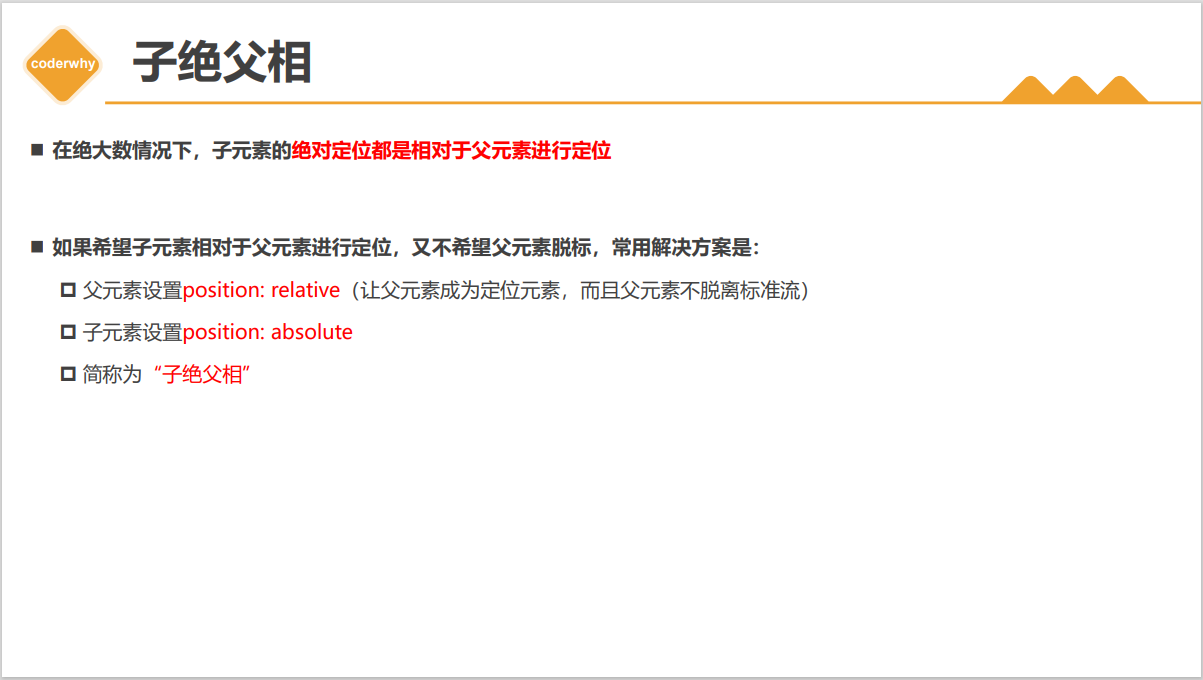 coderwhy
子绝父相
在绝大数情况下，子元素的绝对定位都是相对于父元素进行定位
如果希望子元素相对于父元素进行定位，又不希望父元素脱标，常用解决方案是：
父元素设置position: relative（让父元素成为定位元素，而且父元素不脱离标准流）
子元素设置position: absolute
简称为“子绝父相”